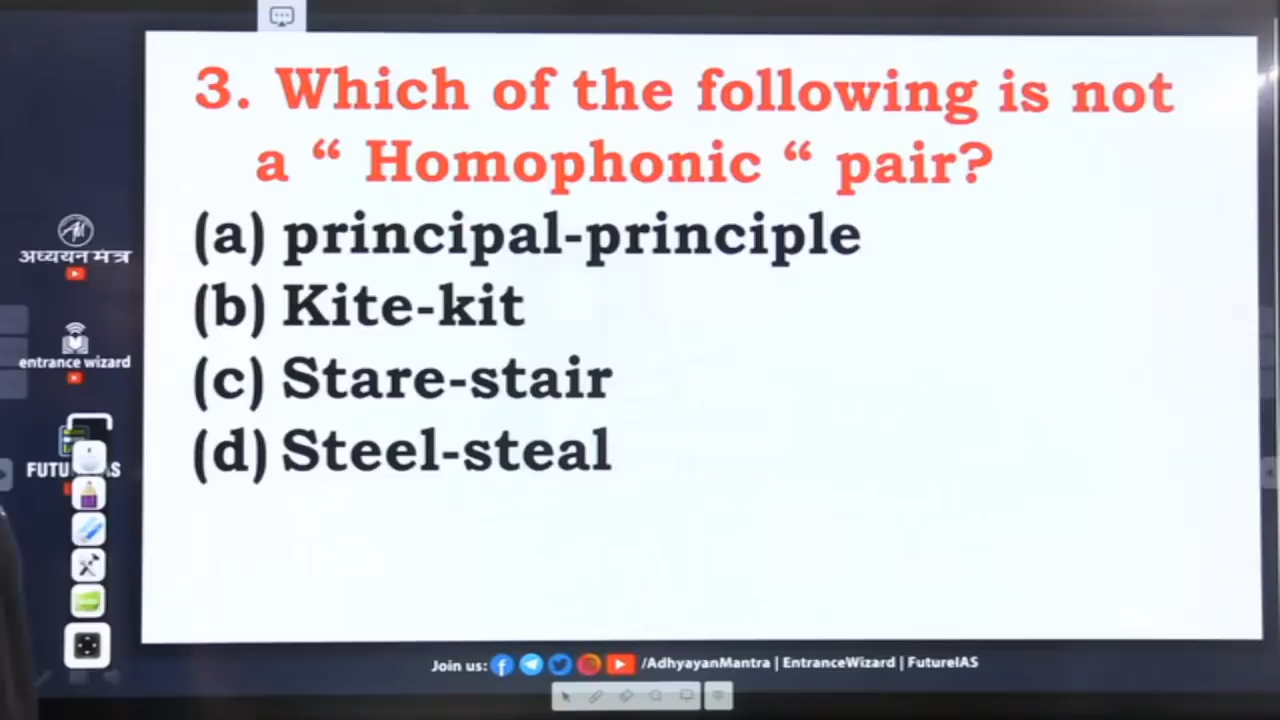 3. Which of the following is not
a “ Homophonic “ pair?
(a) principal-principle
(b) Kite-kit
(c) Stare-stair
(d) Steel-steal
अध्ययन मंत्र
entrance wizard
Join us: /AdhyayanMantra | EntranceWizard | FutureIAS